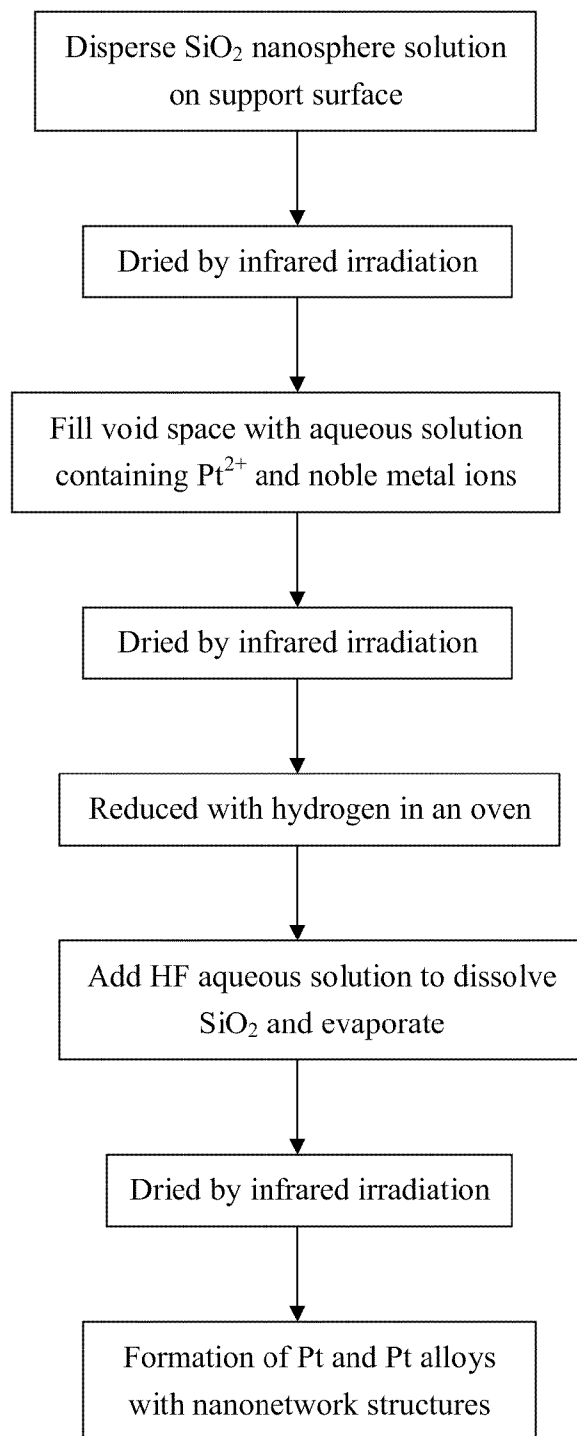 Disperse SiO₂ nanosphere solution
on support surface
Dried by infrared irradiation
Fill void space with aqueous solution
containing Pt²⁺ and noble metal ions
Dried by infrared irradiation
Reduced with hydrogen in an oven
Add HF aqueous solution to dissolve
SiO₂ and evaporate
Dried by infrared irradiation
Formation of Pt and Pt alloys
with nanonetwork structures